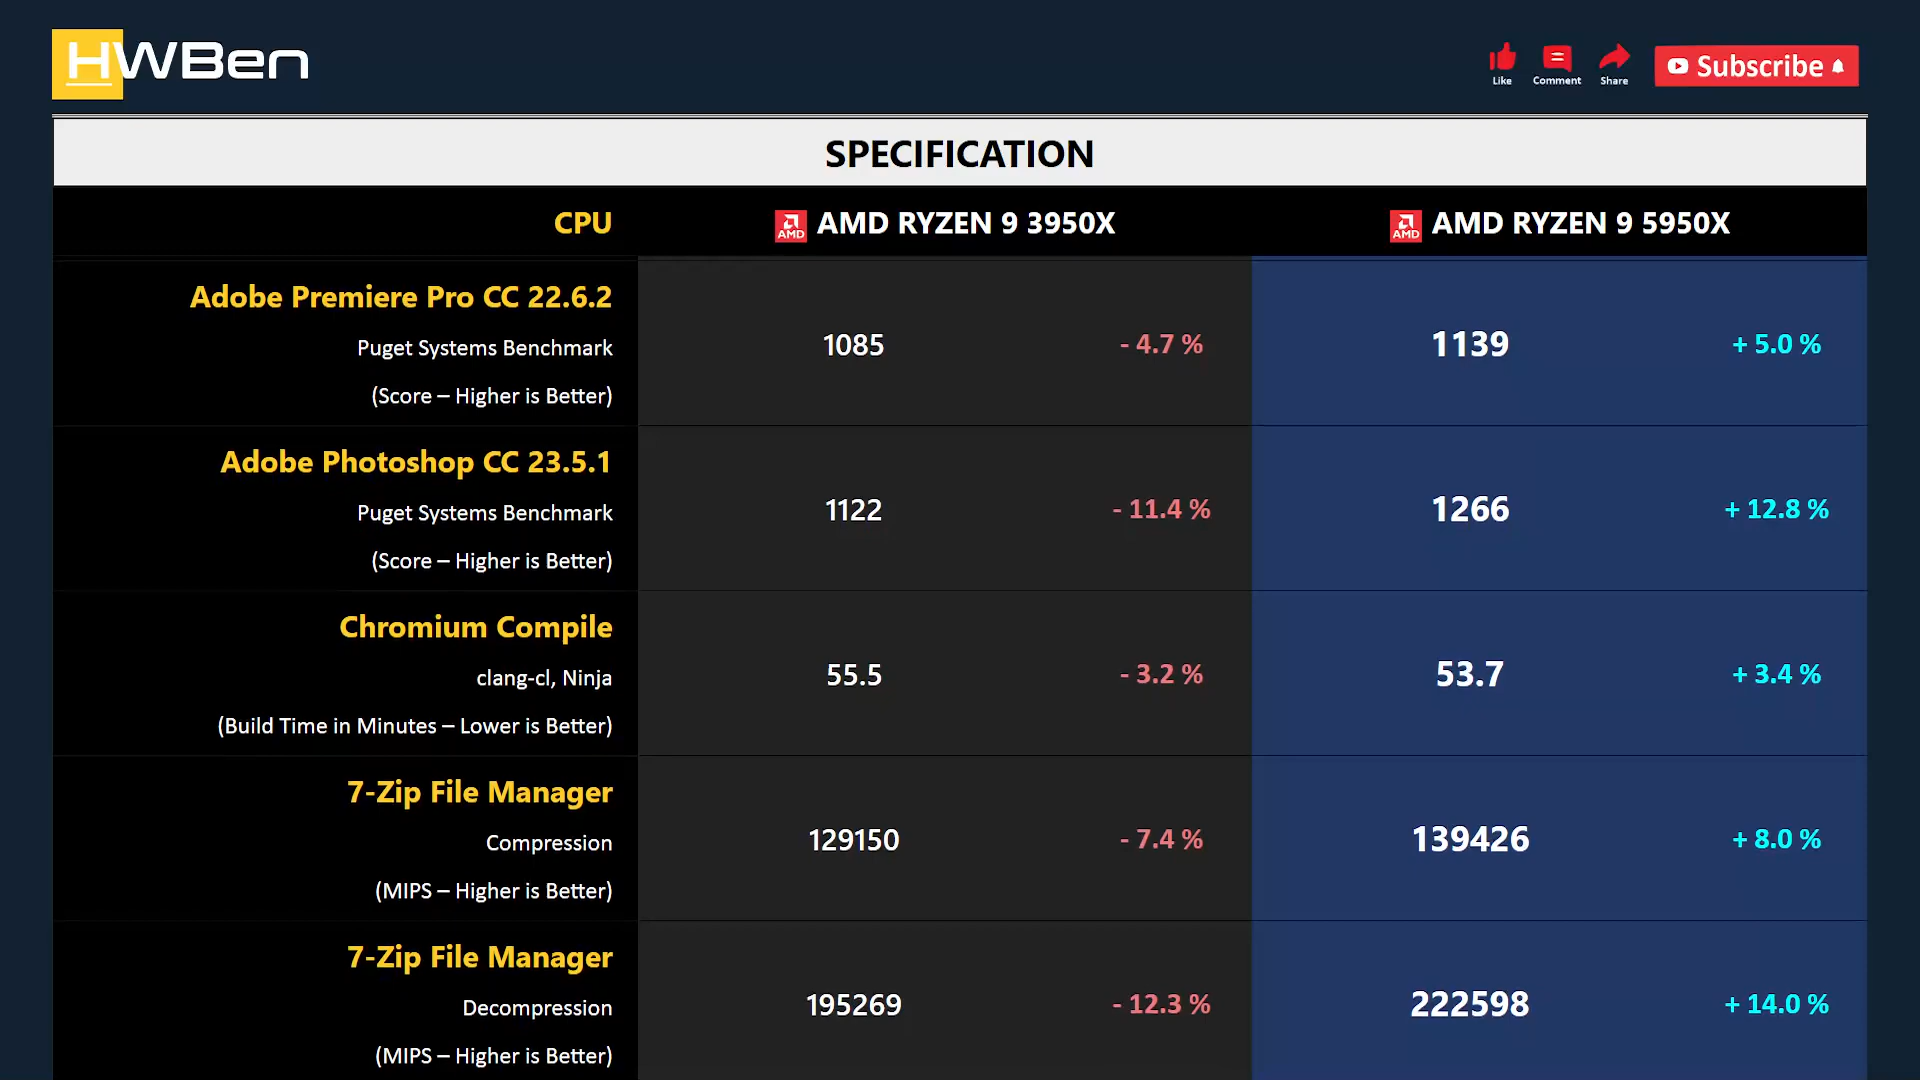 HWBen
Like
Comment
Share
Subscribe
SPECIFICATION
CPU
AMD AMD RYZEN 9 3950X
AMD AMD RYZEN 9 5950X
Adobe Premiere Pro CC 22.6.2
Puget Systems Benchmark
(Score – Higher is Better)
1085 - 4.7 % 1139 + 5.0 %
Adobe Photoshop CC 23.5.1
Puget Systems Benchmark
(Score – Higher is Better)
1122 - 11.4 % 1266 + 12.8 %
Chromium Compile
clang-cl, Ninja
(Build Time in Minutes – Lower is Better)
55.5 - 3.2 % 53.7 + 3.4 %
7-Zip File Manager
Compression
(MIPS – Higher is Better)
129150 - 7.4 % 139426 + 8.0 %
7-Zip File Manager
Decompression
(MIPS – Higher is Better)
195269 - 12.3 % 222598 + 14.0 %